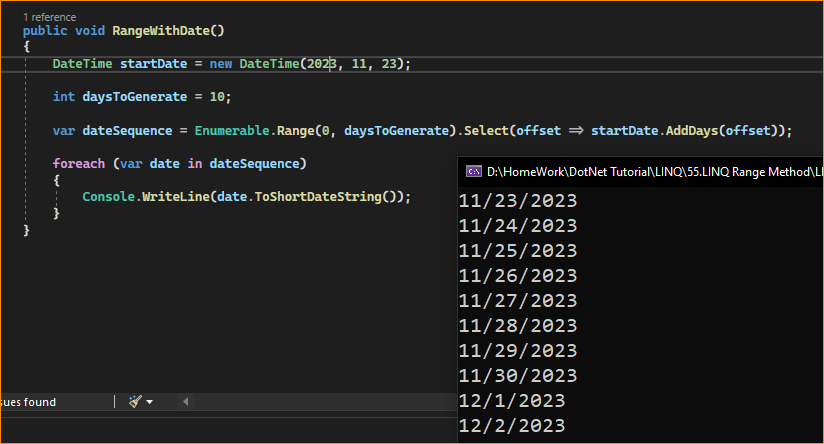 1 reference
public void RangeWithDate()
{
DateTime startDate = new DateTime(2023, 11, 23);
int daysToGenerate = 10;
var dateSequence = Enumerable.Range(0, daysToGenerate).Select(offset => startDate.AddDays(offset));
foreach (var date in dateSequence)
{
Console.WriteLine(date.ToShortDateString());
}
}
sues found
D:\HomeWork\DotNet Tutorial\LINQ\55.LINQ Range Method\LI
11/23/2023
11/24/2023
11/25/2023
11/26/2023
11/27/2023
11/28/2023
11/29/2023
11/30/2023
12/1/2023
12/2/2023